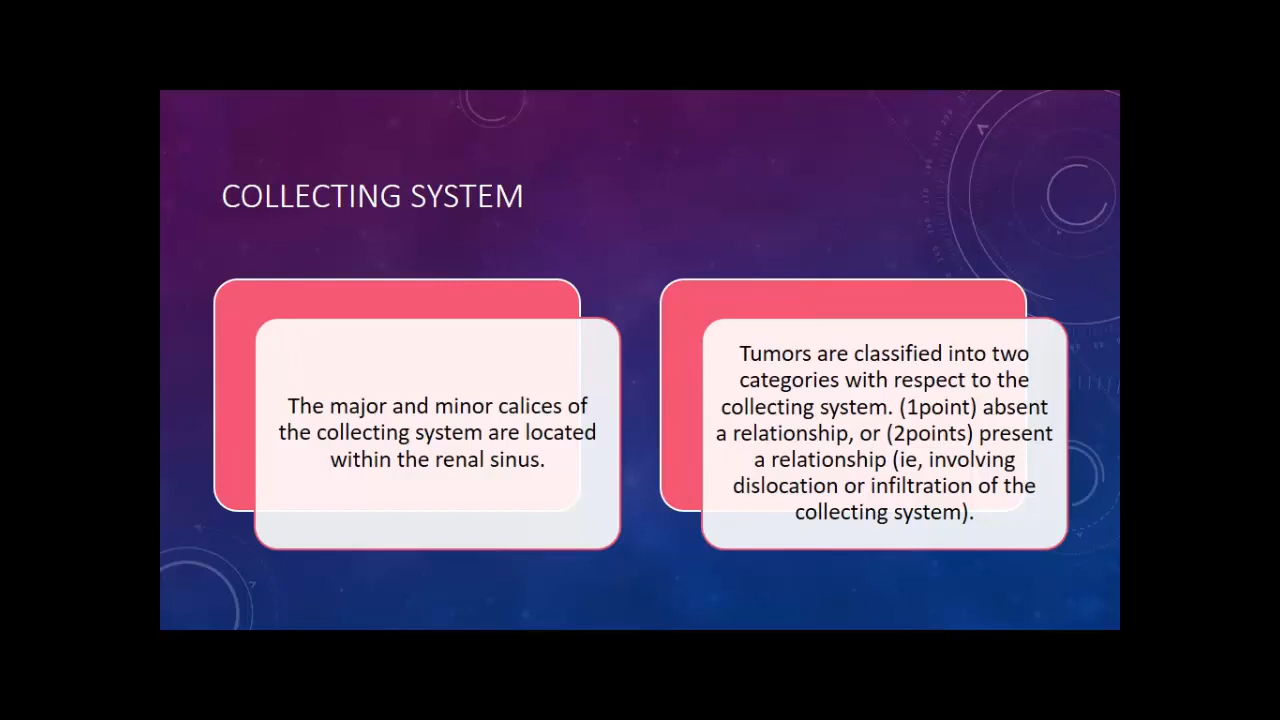 COLLECTING SYSTEM
The major and minor calices of
the collecting system are located
within the renal sinus.
Tumors are classified into two
categories with respect to the
collecting system. (1point) absent
a relationship, or (2points) present
a relationship (ie, involving
dislocation or infiltration of the
collecting system).